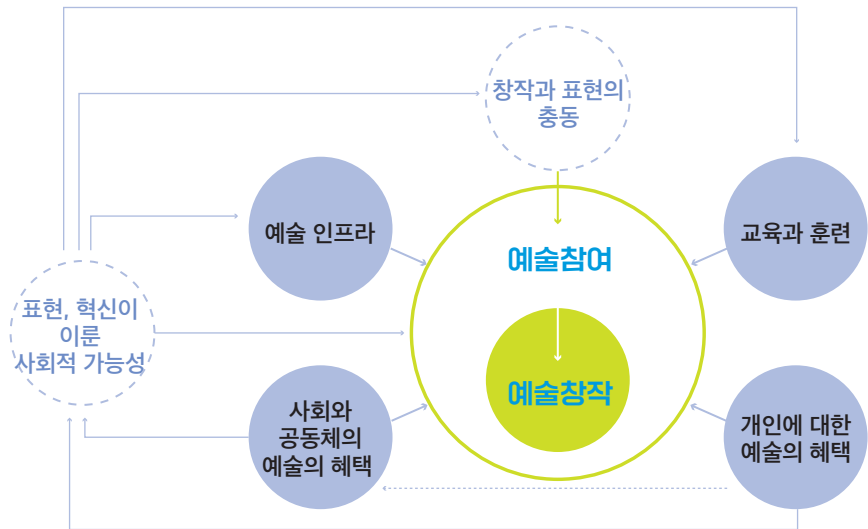 창작과 표현의
충동
예술 인프라
예술참여
교육과 훈련
표현, 혁신이
이룬
사회적 가능성
예술창작
사회와
공동체의
예술의 혜택
개인에 대한
예술의 혜택